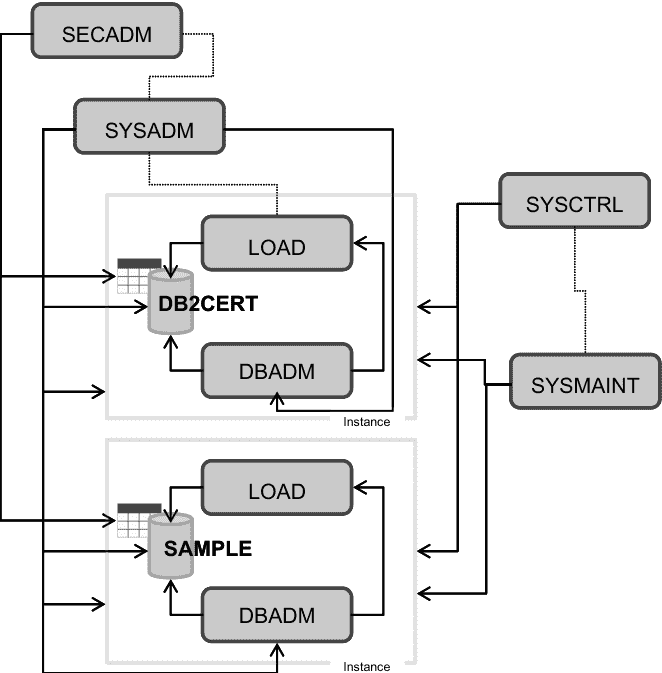 SECADM
SYSADM
SYSCTRL
LOAD
DB2CERT
DBADM
SYSMAINT
Instance
LOAD
SAMPLE
DBADM
Instance